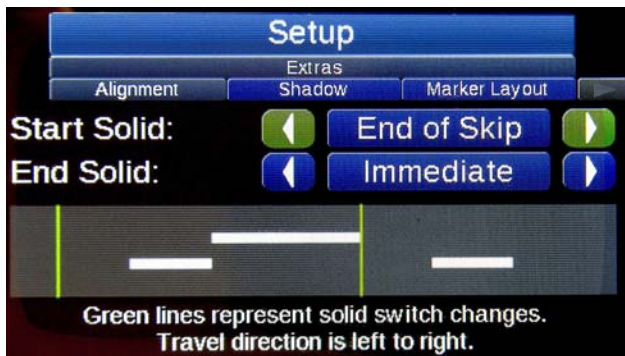 Setup
Extras
Alignment Shadow Marker Layout
Start Solid: End of Skip
End Solid: Immediate
Green lines represent solid switch changes.
Travel direction is left to right.